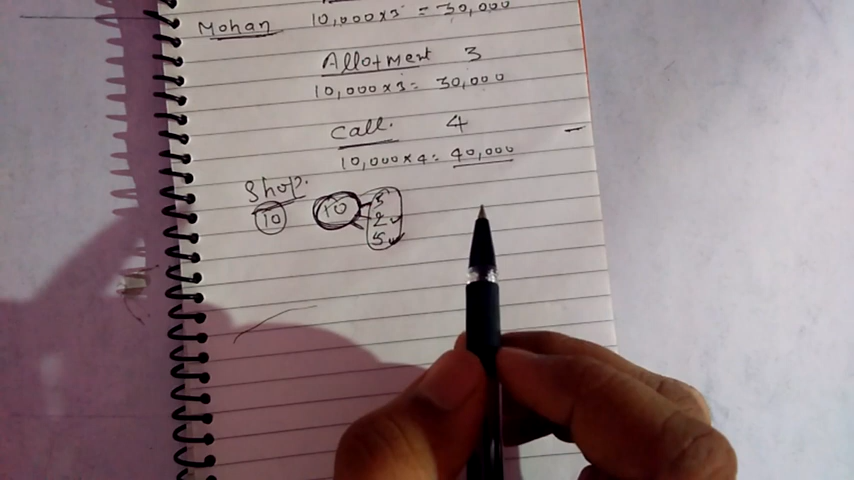 Mohan 10,000x3 = 30,000
Allotment 3
10,000x3= 30,000
Call. 4
10,000x4= 40,000
Shop.
10 10 3
2
5